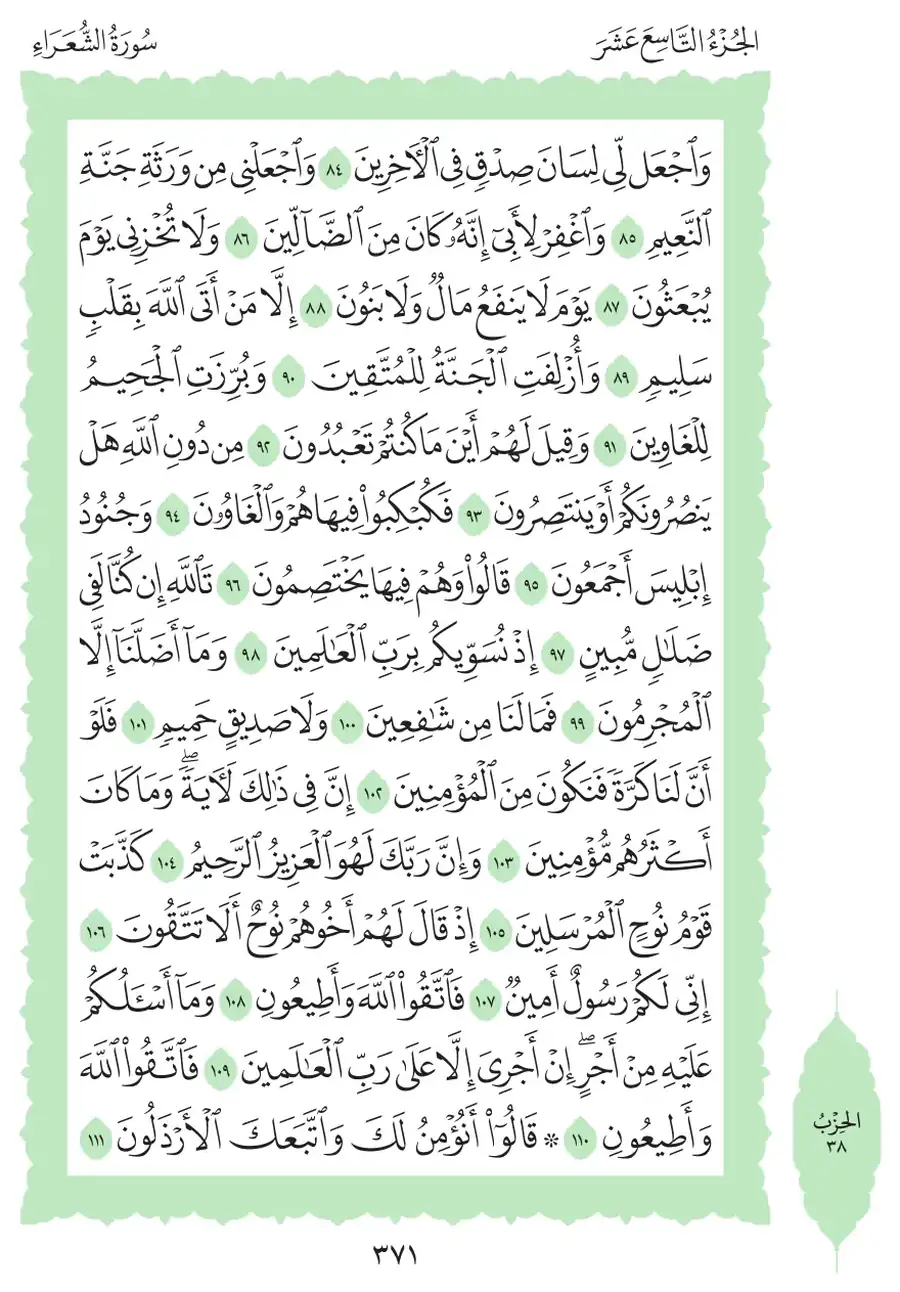 الجُزْءُ التَّاسِعَ عَشَرَ
سُورَةُ الشُّعَرَاءِ
وَٱجْعَل لِّي لِسَانَ صِدْقٖ فِي ٱلْأٓخِرِينَ ٨٤ وَٱجْعَلْنِي مِن وَرَثَةِ جَنَّةِ
ٱلنَّعِيمِ ٨٥ وَٱغْفِرْ لِأَبِيٓ إِنَّهُۥ كَانَ مِنَ ٱلضَّآلِّينَ ٨٦ وَلَا تُخْزِنِي يَوْمَ
يُبْعَثُونَ ٨٧ يَوْمَ لَا يَنفَعُ مَالٞ وَلَا بَنُونَ ٨٨ إِلَّا مَنْ أَتَى ٱللَّهَ بِقَلْبٖ
سَلِيمٖ ٨٩ وَأُزْلِفَتِ ٱلْجَنَّةُ لِلْمُتَّقِينَ ٩٠ وَبُرِّزَتِ ٱلْجَحِيمُ
لِلْغَاوِينَ ٩١ وَقِيلَ لَهُمْ أَيْنَ مَا كُنتُمْ تَعْبُدُونَ ٩٢ مِن دُونِ ٱللَّهِ هَلْ
يَنصُرُونَكُمْ أَوْ يَنتَصِرُونَ ٩٣ فَكُبْكِبُواْ فِيهَا هُمْ وَٱلْغَاوُۥنَ ٩٤ وَجُنُودُ
إِبْلِيسَ أَجْمَعُونَ ٩٥ قَالُواْ وَهُمْ فِيهَا يَخْتَصِمُونَ ٩٦ تَٱللَّهِ إِن كُنَّا لَفِي
ضَلَٰلٖ مُّبِينٍ ٩٧ إِذْ نُسَوِّيكُم بِرَبِّ ٱلْعَٰلَمِينَ ٩٨ وَمَآ أَضَلَّنَآ إِلَّا
ٱلْمُجْرِمُونَ ٩٩ فَمَا لَنَا مِن شَٰفِعِينَ ١٠٠ وَلَا صَدِيقٍ حَمِيمٖ ١٠١ فَلَوْ
أَنَّ لَنَا كَرَّةٗ فَنَكُونَ مِنَ ٱلْمُؤْمِنِينَ ١٠٢ إِنَّ فِي ذَٰلِكَ لَأٓيَةٗۖ وَمَا كَانَ
أَكْثَرُهُم مُّؤْمِنِينَ ١٠٣ وَإِنَّ رَبَّكَ لَهُوَ ٱلْعَزِيزُ ٱلرَّحِيمُ ١٠٤ كَذَّبَتْ
قَوْمُ نُوحٍ ٱلْمُرْسَلِينَ ١٠٥ إِذْ قَالَ لَهُمْ أَخُوهُمْ نُوحٌ أَلَا تَتَّقُونَ ١٠٦
إِنِّي لَكُمْ رَسُولٌ أَمِينٞ ١٠٧ فَٱتَّقُواْ ٱللَّهَ وَأَطِيعُونِ ١٠٨ وَمَآ أَسْـَٔلُكُمْ
عَلَيْهِ مِنْ أَجْرٍۖ إِنْ أَجْرِيَ إِلَّا عَلَىٰ رَبِّ ٱلْعَٰلَمِينَ ١٠٩ فَٱتَّقُواْ ٱللَّهَ
وَأَطِيعُونِ ١١٠ ۞ قَالُوٓاْ أَنُؤْمِنُ لَكَ وَٱتَّبَعَكَ ٱلْأَرْذَلُونَ ١١١
الحِزْبُ
٣٨
٣٧١